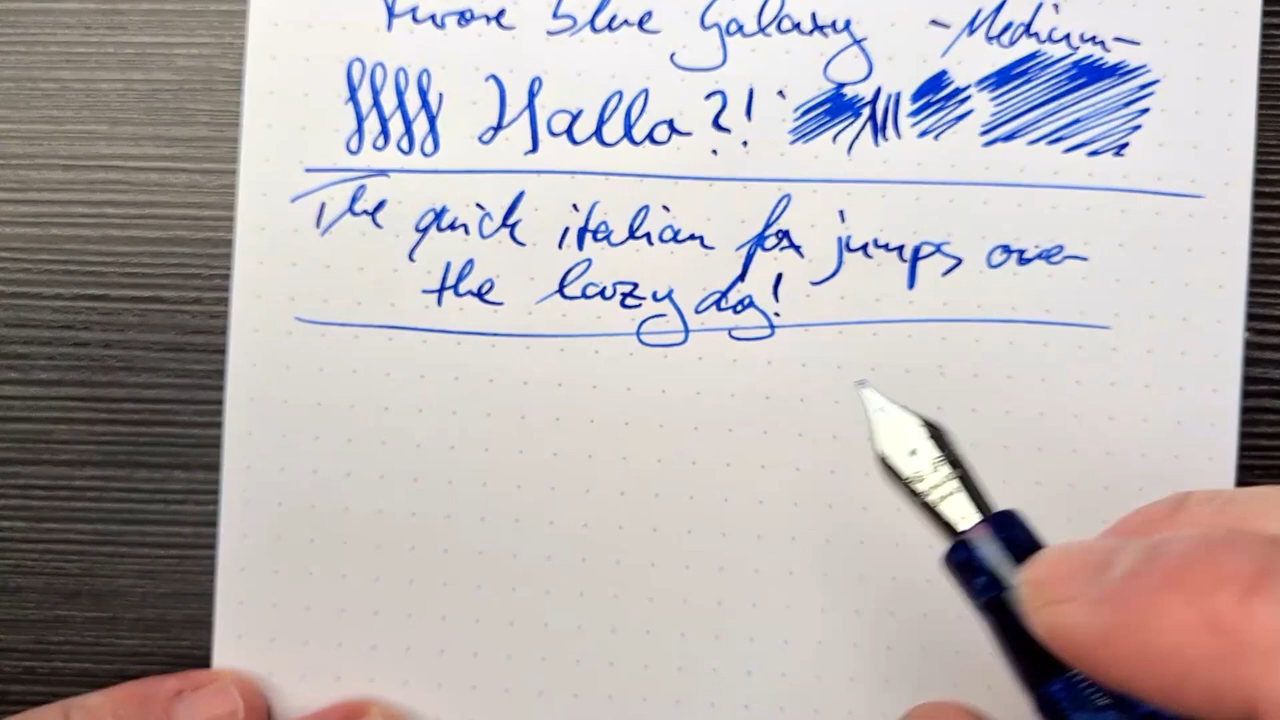 blue Galaxy -Medium-
Hallo?!
The quick italian fox jumps over
the lazy dog!